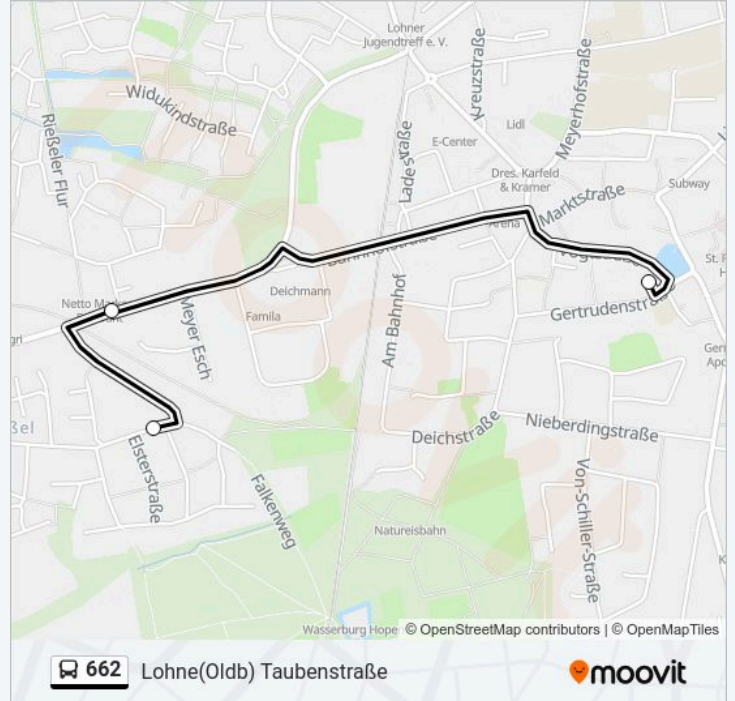 Lohner
Jugendtreff e. V.
Widukindstraße
Kreuzstraße
Meyerhofstraße
Rießeler Flur
Ladestraße
Lidl
E-Center
Dres. Karfeld
& Kramer
Subway
Marktstraße
Arena
St.
Netto
Deichmann
Famila
Meyer Esch
Am Bahnhof
Gertrudenstraße
Elsterstraße
Deichstraße
Nieberdingstraße
Falkenweg
Von-Schiller-Straße
Natureisbahn
Wasserburg Hope
© OpenStreetMap contributors | © OpenMapTiles
662 Lohne(Oldb) Taubenstraße
moovit